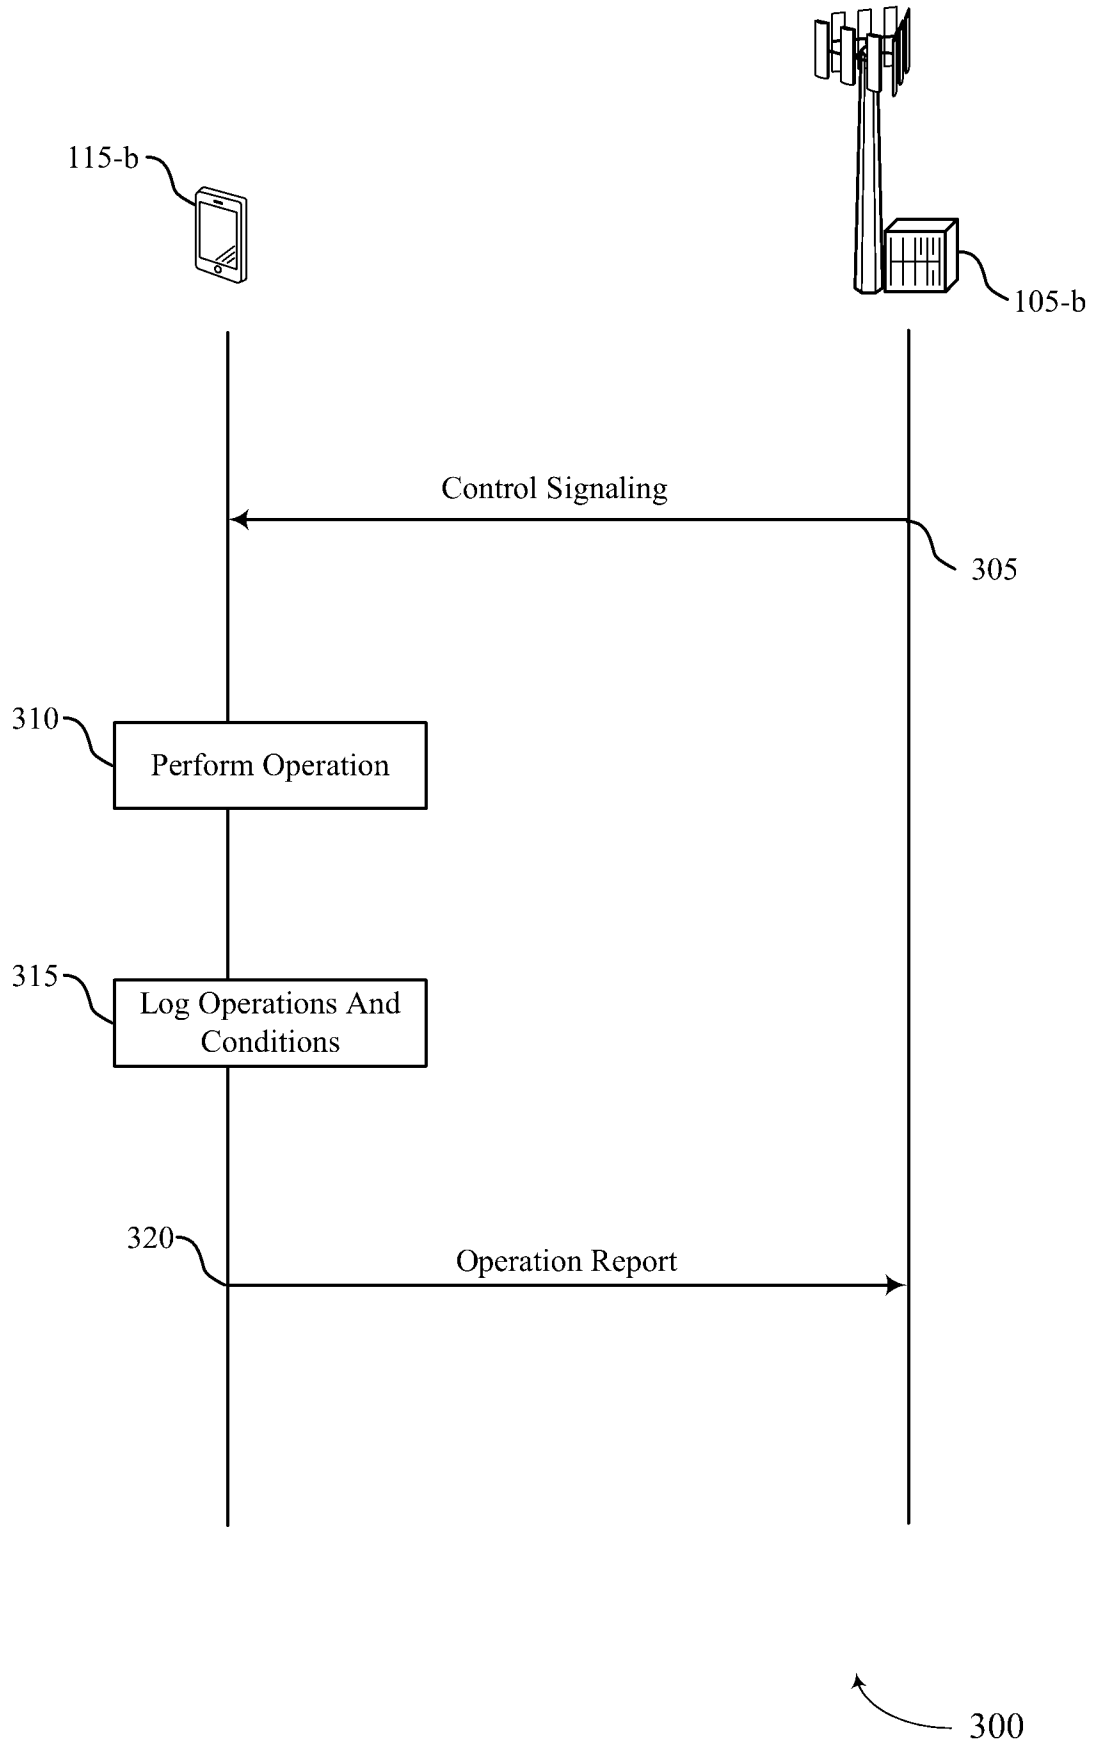 115-b
105-b
Control Signaling
305
310
Perform Operation
315
Log Operations And
Conditions
320
Operation Report
300